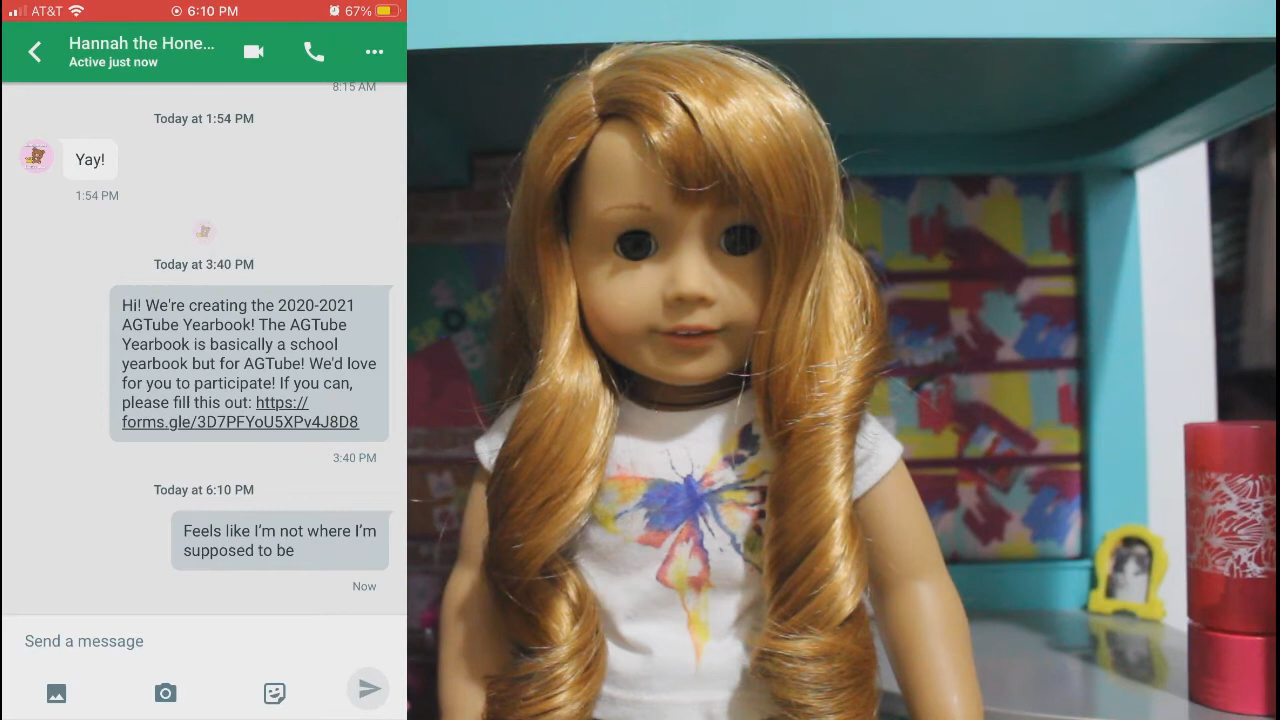 AT&T 6:10 PM 67%
Hannah the Hone...
Active just now
8:15 AM
Today at 1:54 PM
Yay!
1:54 PM
Today at 3:40 PM
Hi! We're creating the 2020-2021
AGTube Yearbook! The AGTube
Yearbook is basically a school
yearbook but for AGTube! We'd love
for you to participate! If you can,
please fill this out: https://
forms.gle/3D7PFYoU5XPv4J8D8
3:40 PM
Today at 6:10 PM
Feels like I'm not where I'm
supposed to be
Now
Send a message